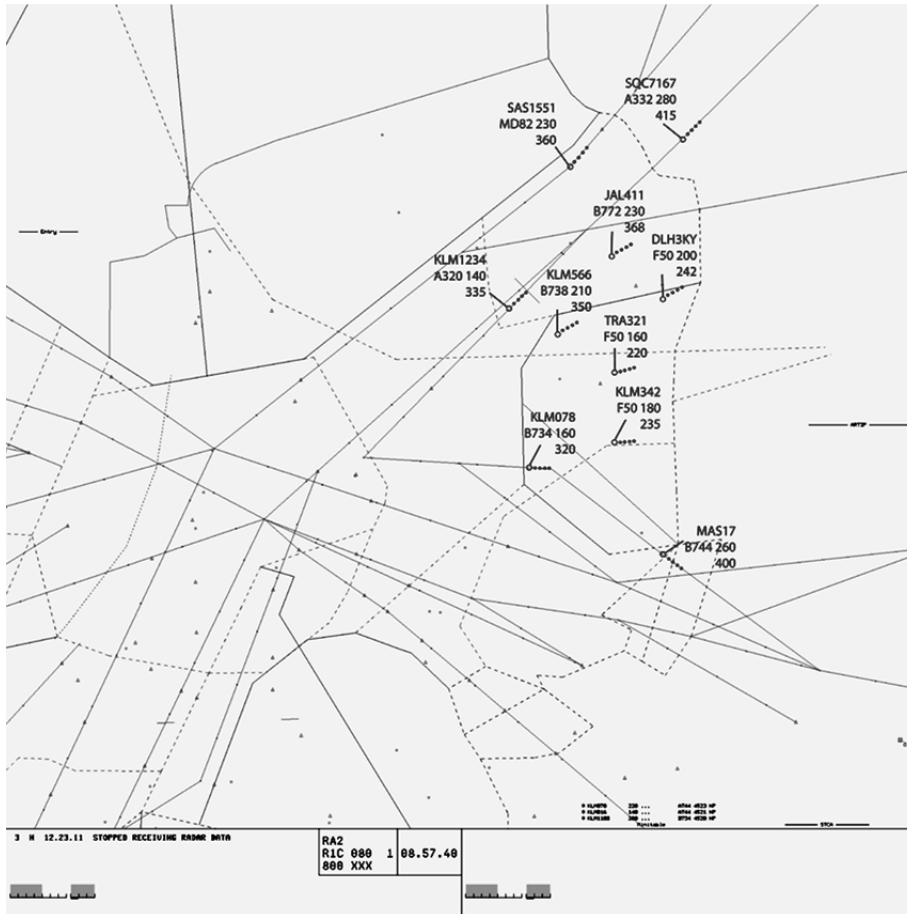 SQC7167
A332 280
415
SAS1551
MD82 230
360
JAL411
B772 230
368
Entry
DLH3KY
F50 200
242
KLM1234
A320 140
335
KLM566
B738 210
350
TRA321
F50 160
220
KLM342
F50 180
235
KLM078
B734 160
320
ARTIP
MAS17
B744 260
400
STCA
3 H 12.23.11 STOPPED RECEIVING RADAR DATA
RA2
R1C 080 1 08.57.40
800 XXX